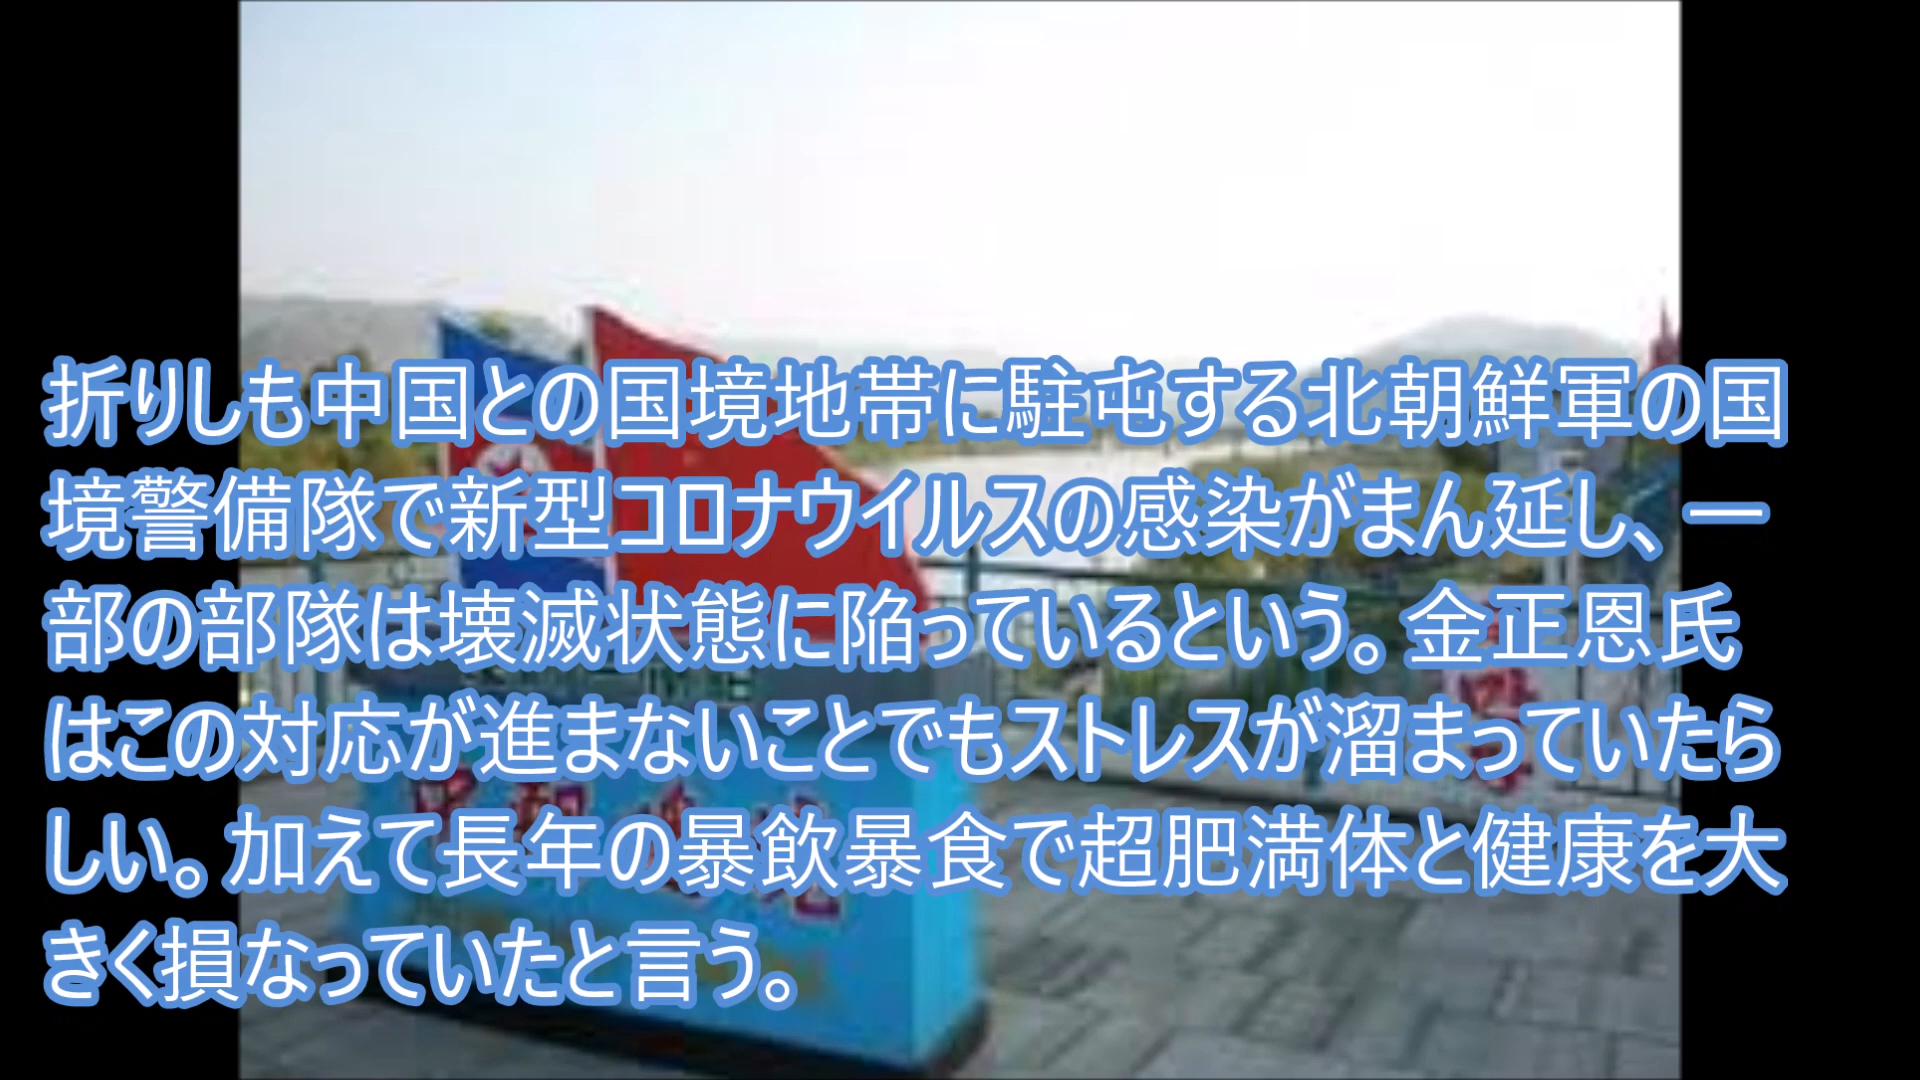 折りしも中国との国境地帯に駐屯する北朝鮮軍の国
境警備隊で新型コロナウイルスの感染がまん延し、一
部の部隊は壊滅状態に陥っているという。金正恩氏
はこの対応が進まないことでもストレスが溜まっていたら
しい。加えて長年の暴飲暴食で超肥満体と健康を大
きく損なっていたと言う。